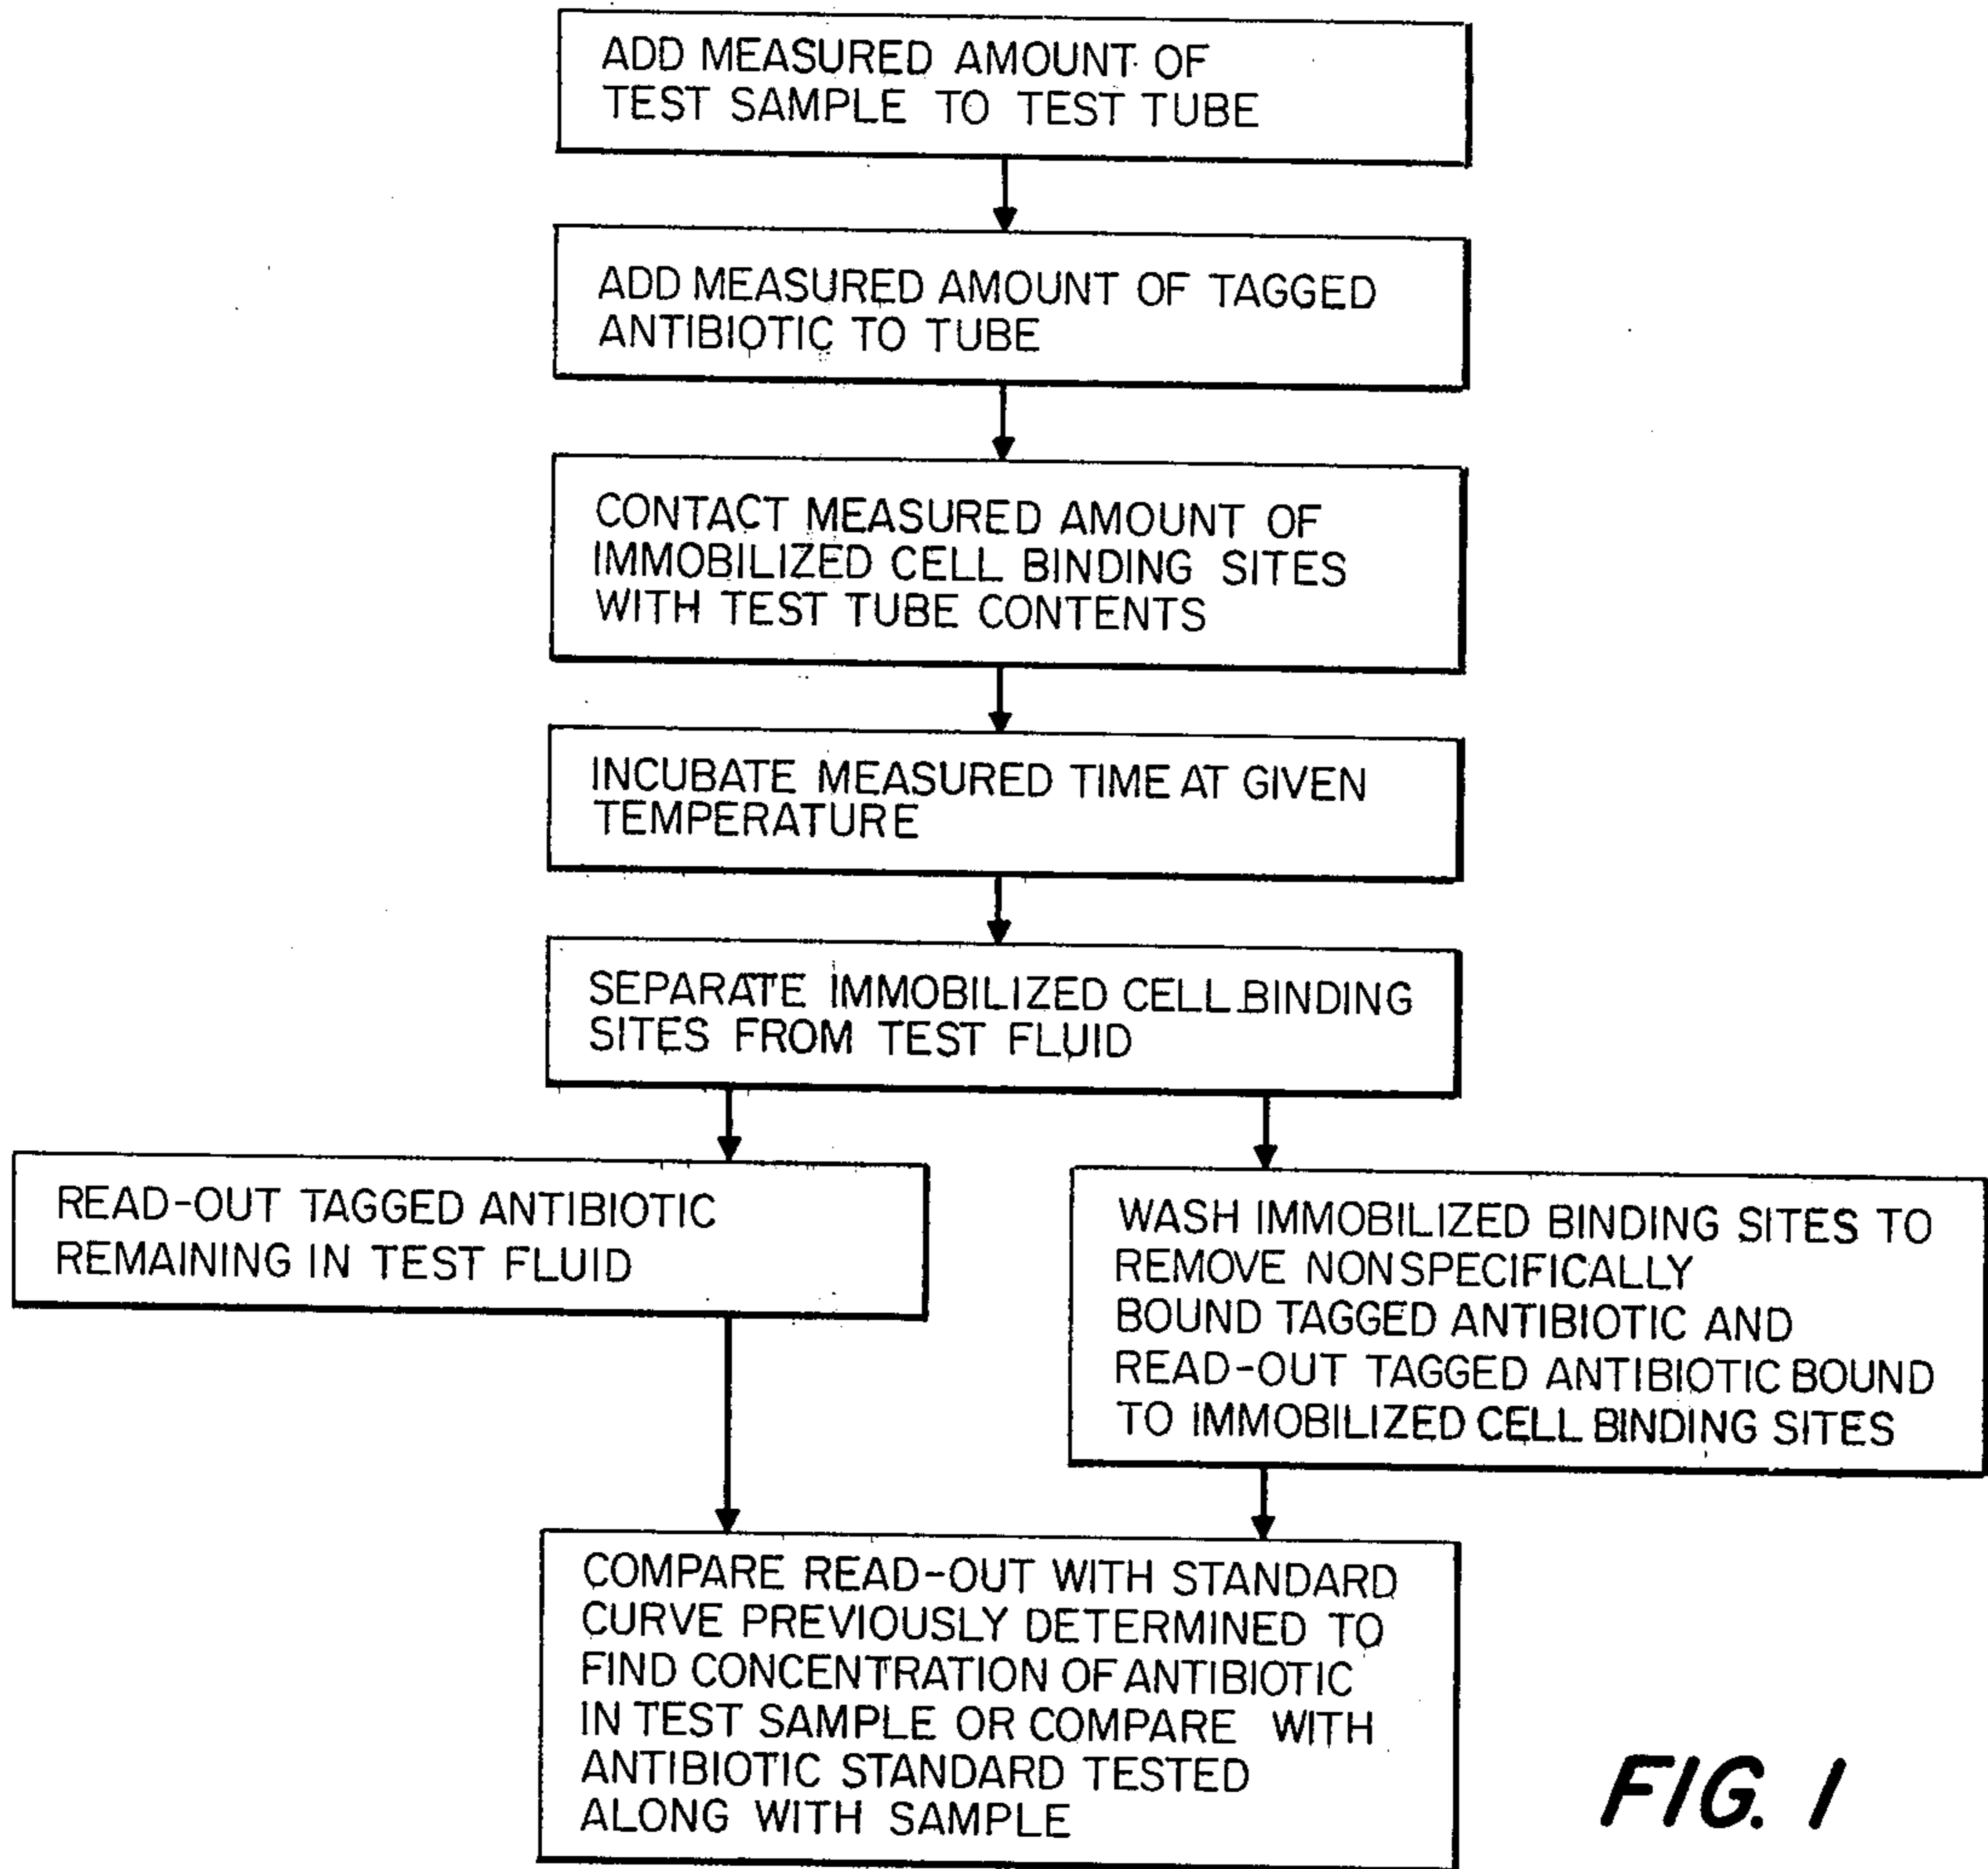 ADD MEASURED AMOUNT OF
TEST SAMPLE TO TEST TUBE
ADD MEASURED AMOUNT OF TAGGED
ANTIBIOTIC TO TUBE
CONTACT MEASURED AMOUNT OF
IMMOBILIZED CELL BINDING SITES
WITH TEST TUBE CONTENTS
INCUBATE MEASURED TIME AT GIVEN
TEMPERATURE
SEPARATE IMMOBILIZED CELL BINDING
SITES FROM TEST FLUID
READ-OUT TAGGED ANTIBIOTIC
REMAINING IN TEST FLUID
WASH IMMOBILIZED BINDING SITES TO
REMOVE NONSPECIFICALLY
BOUND TAGGED ANTIBIOTIC AND
READ-OUT TAGGED ANTIBIOTIC BOUND
TO IMMOBILIZED CELL BINDING SITES
COMPARE READ-OUT WITH STANDARD
CURVE PREVIOUSLY DETERMINED TO
FIND CONCENTRATION OF ANTIBIOTIC
IN TEST SAMPLE OR COMPARE WITH
ANTIBIOTIC STANDARD TESTED
ALONG WITH SAMPLE
FIG. 1